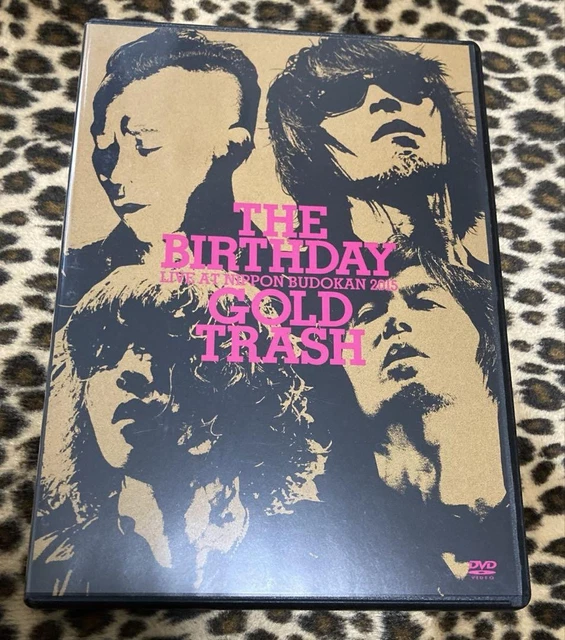 THE
BIRTHDAY
LIVE AT NIPPON BUDOKAN 2015
GOLD
TRASH
DVD
VIDEO